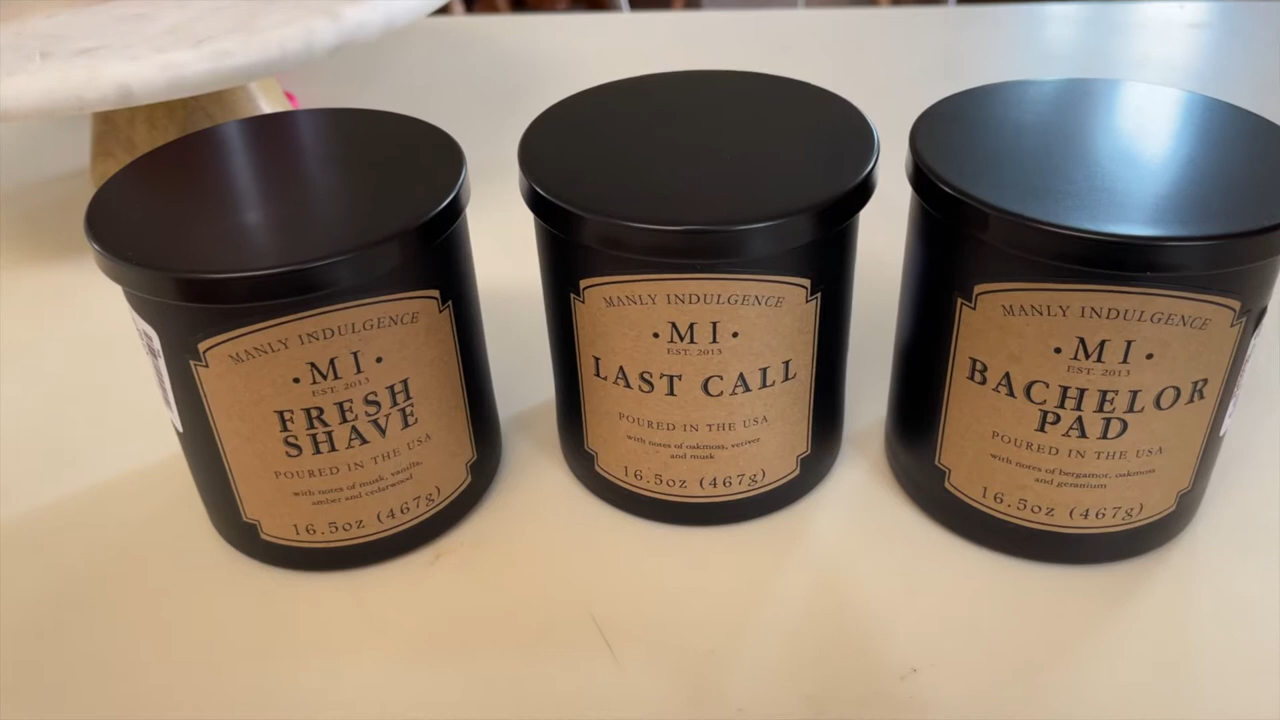 MANLY INDULGENCE
·MI·
EST. 2013
FRESH
SHAVE
POURED IN THE USA
with notes of musk, vanilla,
amber and cedarwood
16.5oz (467g)
MANLY INDULGENCE
·MI·
EST. 2013
LAST CALL
POURED IN THE USA
with notes of oakmoss, vetiver
and musk
16.5oz (467g)
MANLY INDULGENCE
·MI·
EST. 2013
BACHELOR
PAD
POURED IN THE USA
with notes of bergamot, oakmoss
and geranium
16.5oz (467g)